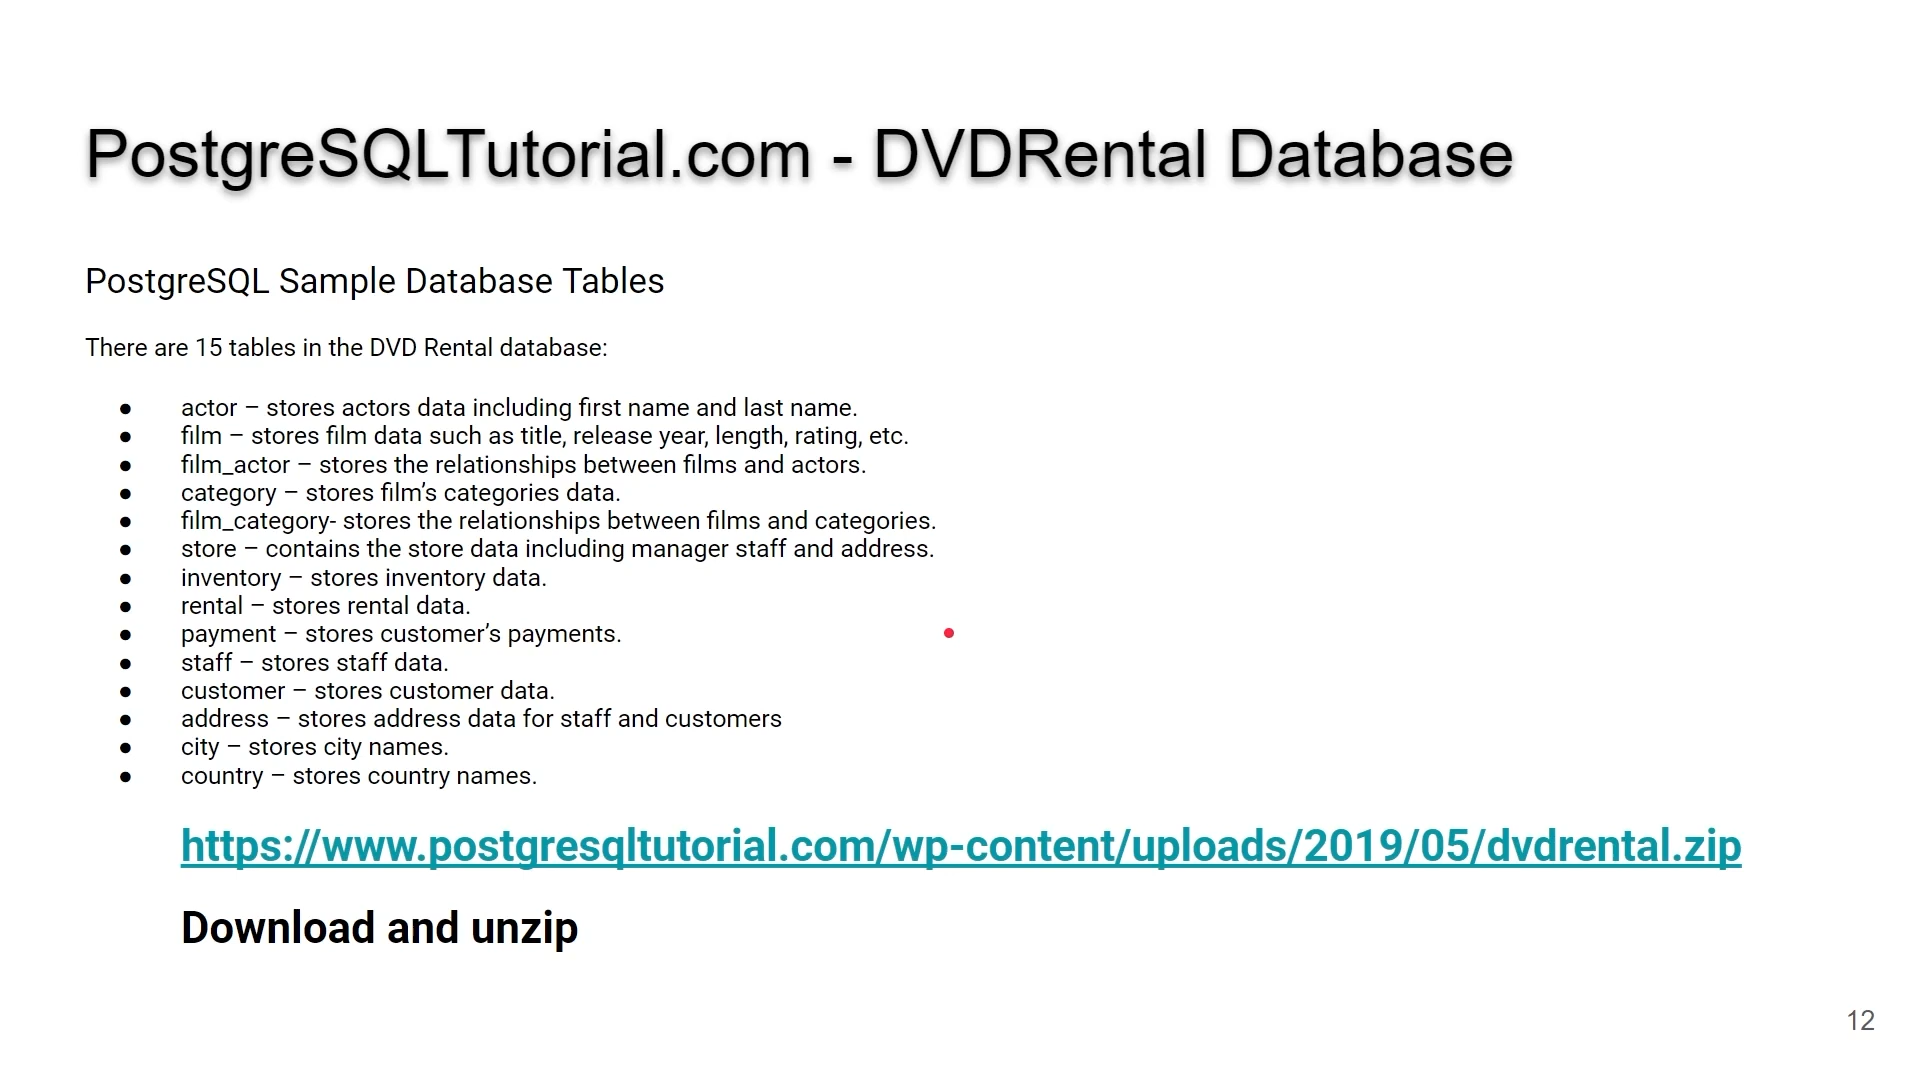 PostgreSQLTutorial.com - DVDRental Database
PostgreSQL Sample Database Tables
There are 15 tables in the DVD Rental database:
● actor – stores actors data including first name and last name.
● film – stores film data such as title, release year, length, rating, etc.
● film_actor – stores the relationships between films and actors.
● category – stores film’s categories data.
● film_category- stores the relationships between films and categories.
● store – contains the store data including manager staff and address.
● inventory – stores inventory data.
● rental – stores rental data.
● payment – stores customer’s payments.
● staff – stores staff data.
● customer – stores customer data.
● address – stores address data for staff and customers
● city – stores city names.
● country – stores country names.
https://www.postgresqltutorial.com/wp-content/uploads/2019/05/dvdrental.zip
Download and unzip
12